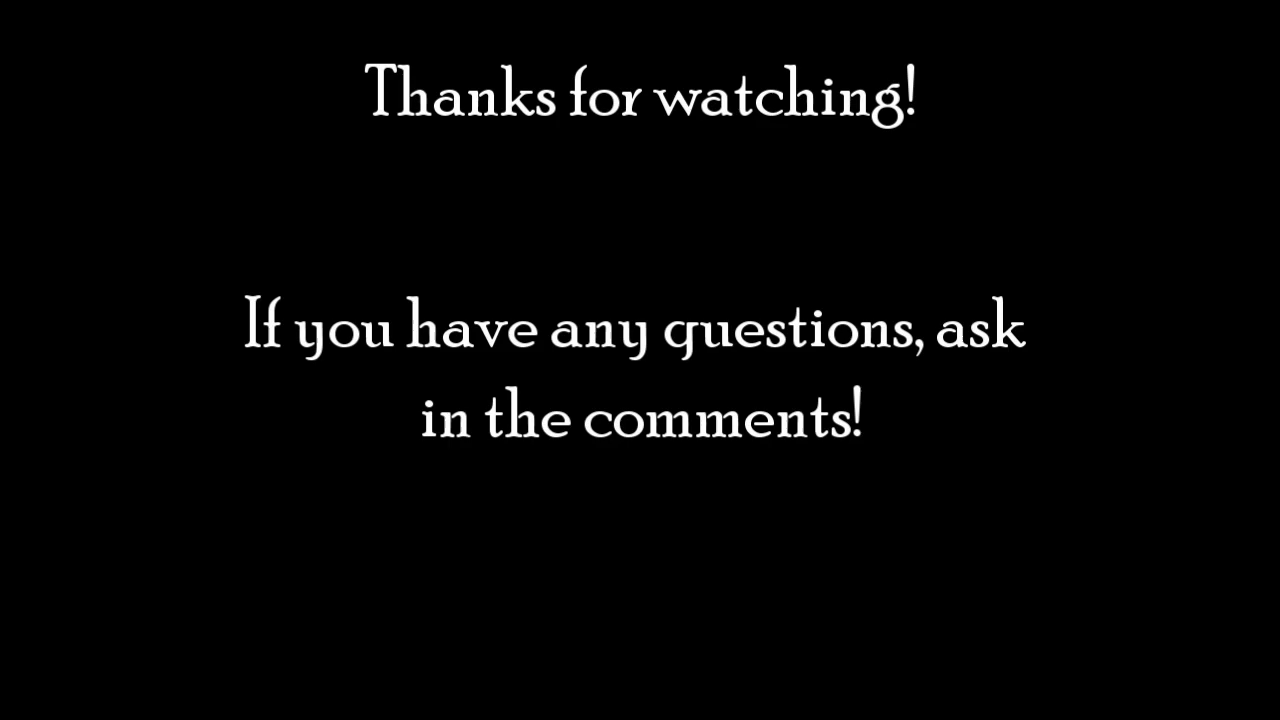 Thanks for watching!
If you have any questions, ask
in the comments!